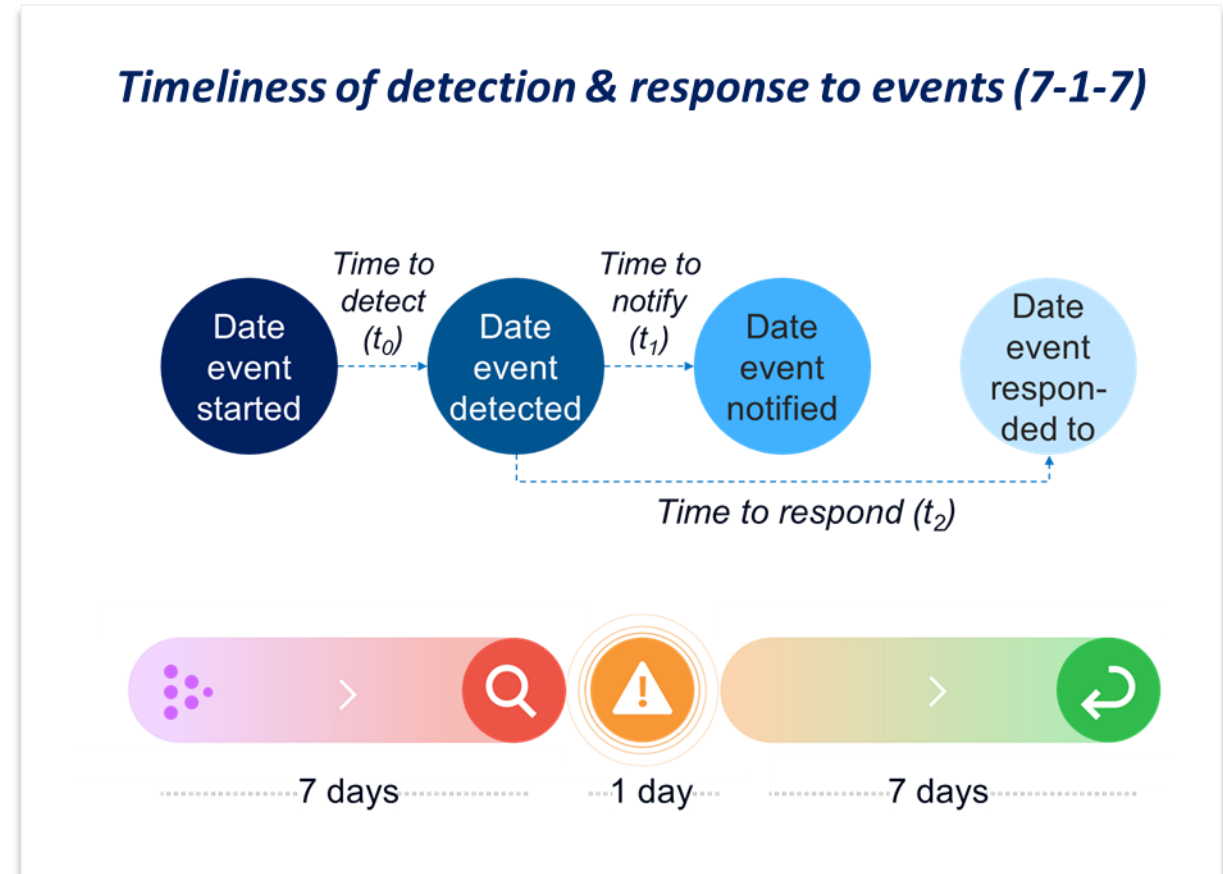 Timeliness of detection & response to events (7-1-7)
Time to
detect
(t₀)
Time to
notify
(t₁)
Date
event
started
Date
event
detected
Date
event
notified
Date
event
respon-
ded to
Time to respond (t₂)
7 days
1 day
7 days